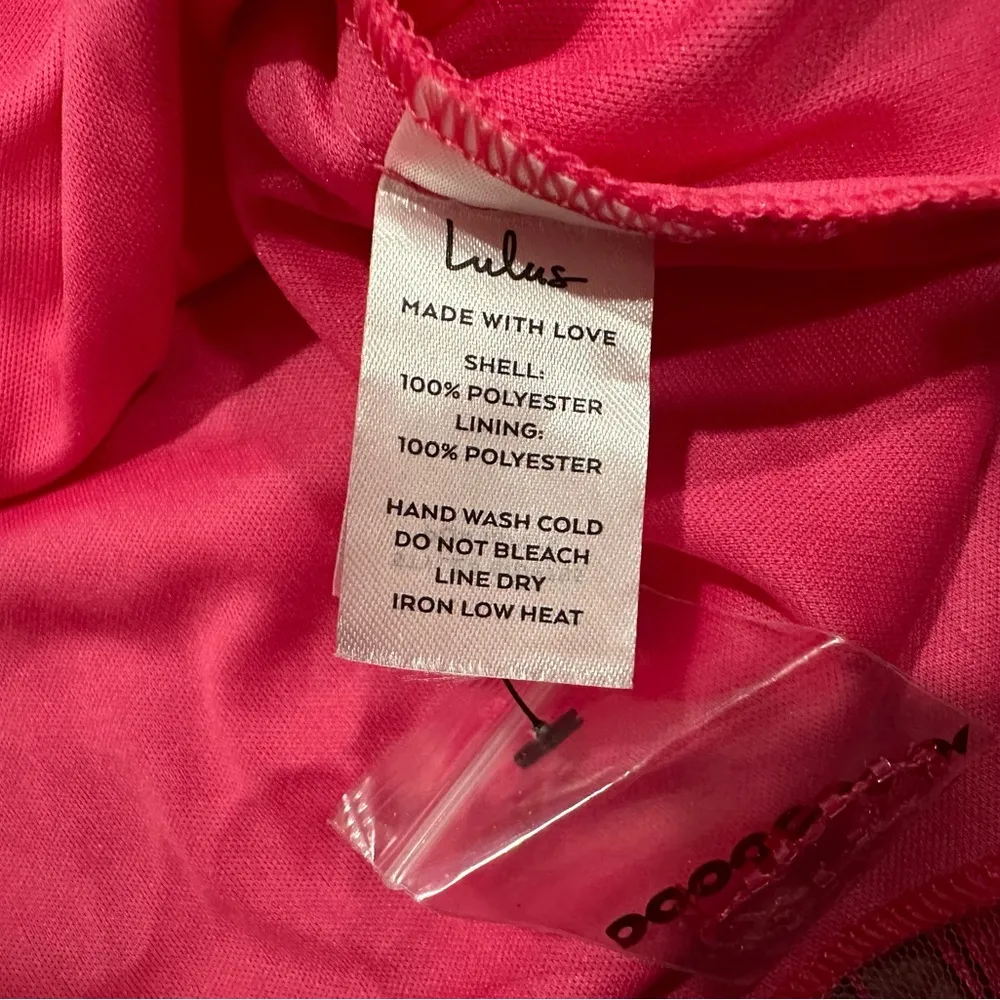 Lulus
MADE WITH LOVE
SHELL:
100% POLYESTER
LINING:
100% POLYESTER
HAND WASH COLD
DO NOT BLEACH
LINE DRY
IRON LOW HEAT